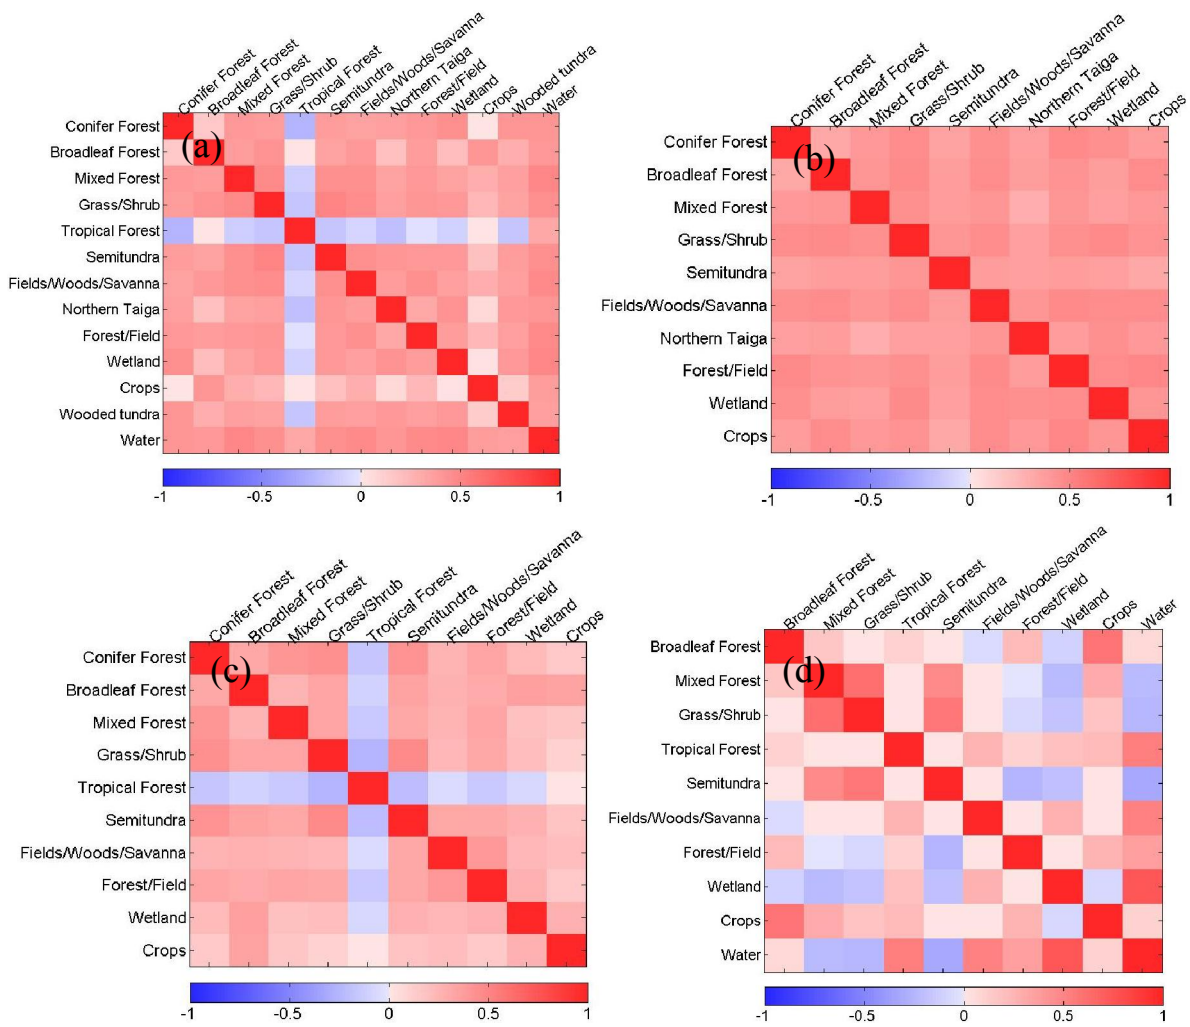 Conifer Forest
Broadleaf Forest
Mixed Forest
Grass/Shrub
Tropical Forest
Semitundra
Fields/Woods/Savanna
Northern Taiga
Forest/Field
Wetland
Crops
Wooded tundra
Water
(a)
Conifer Forest
Broadleaf Forest
Mixed Forest
Grass/Shrub
Tropical Forest
Semitundra
Fields/Woods/Savanna
Northern Taiga
Forest/Field
Wetland
Crops
Wooded tundra
Water
-1 -0.5 0 0.5 1
Conifer Forest
Broadleaf Forest
Mixed Forest
Grass/Shrub
Semitundra
Fields/Woods/Savanna
Northern Taiga
Forest/Field
Wetland
Crops
(b)
Conifer Forest
Broadleaf Forest
Mixed Forest
Grass/Shrub
Semitundra
Fields/Woods/Savanna
Northern Taiga
Forest/Field
Wetland
Crops
-1 -0.5 0 0.5 1
Conifer Forest
Broadleaf Forest
Mixed Forest
Grass/Shrub
Tropical Forest
Semitundra
Fields/Woods/Savanna
Forest/Field
Wetland
Crops
(c)
Conifer Forest
Broadleaf Forest
Mixed Forest
Grass/Shrub
Tropical Forest
Semitundra
Fields/Woods/Savanna
Forest/Field
Wetland
Crops
-1 -0.5 0 0.5 1
Broadleaf Forest
Mixed Forest
Grass/Shrub
Tropical Forest
Semitundra
Fields/Woods/Savanna
Forest/Field
Wetland
Crops
Water
(d)
Broadleaf Forest
Mixed Forest
Grass/Shrub
Tropical Forest
Semitundra
Fields/Woods/Savanna
Forest/Field
Wetland
Crops
Water
-1 -0.5 0 0.5 1